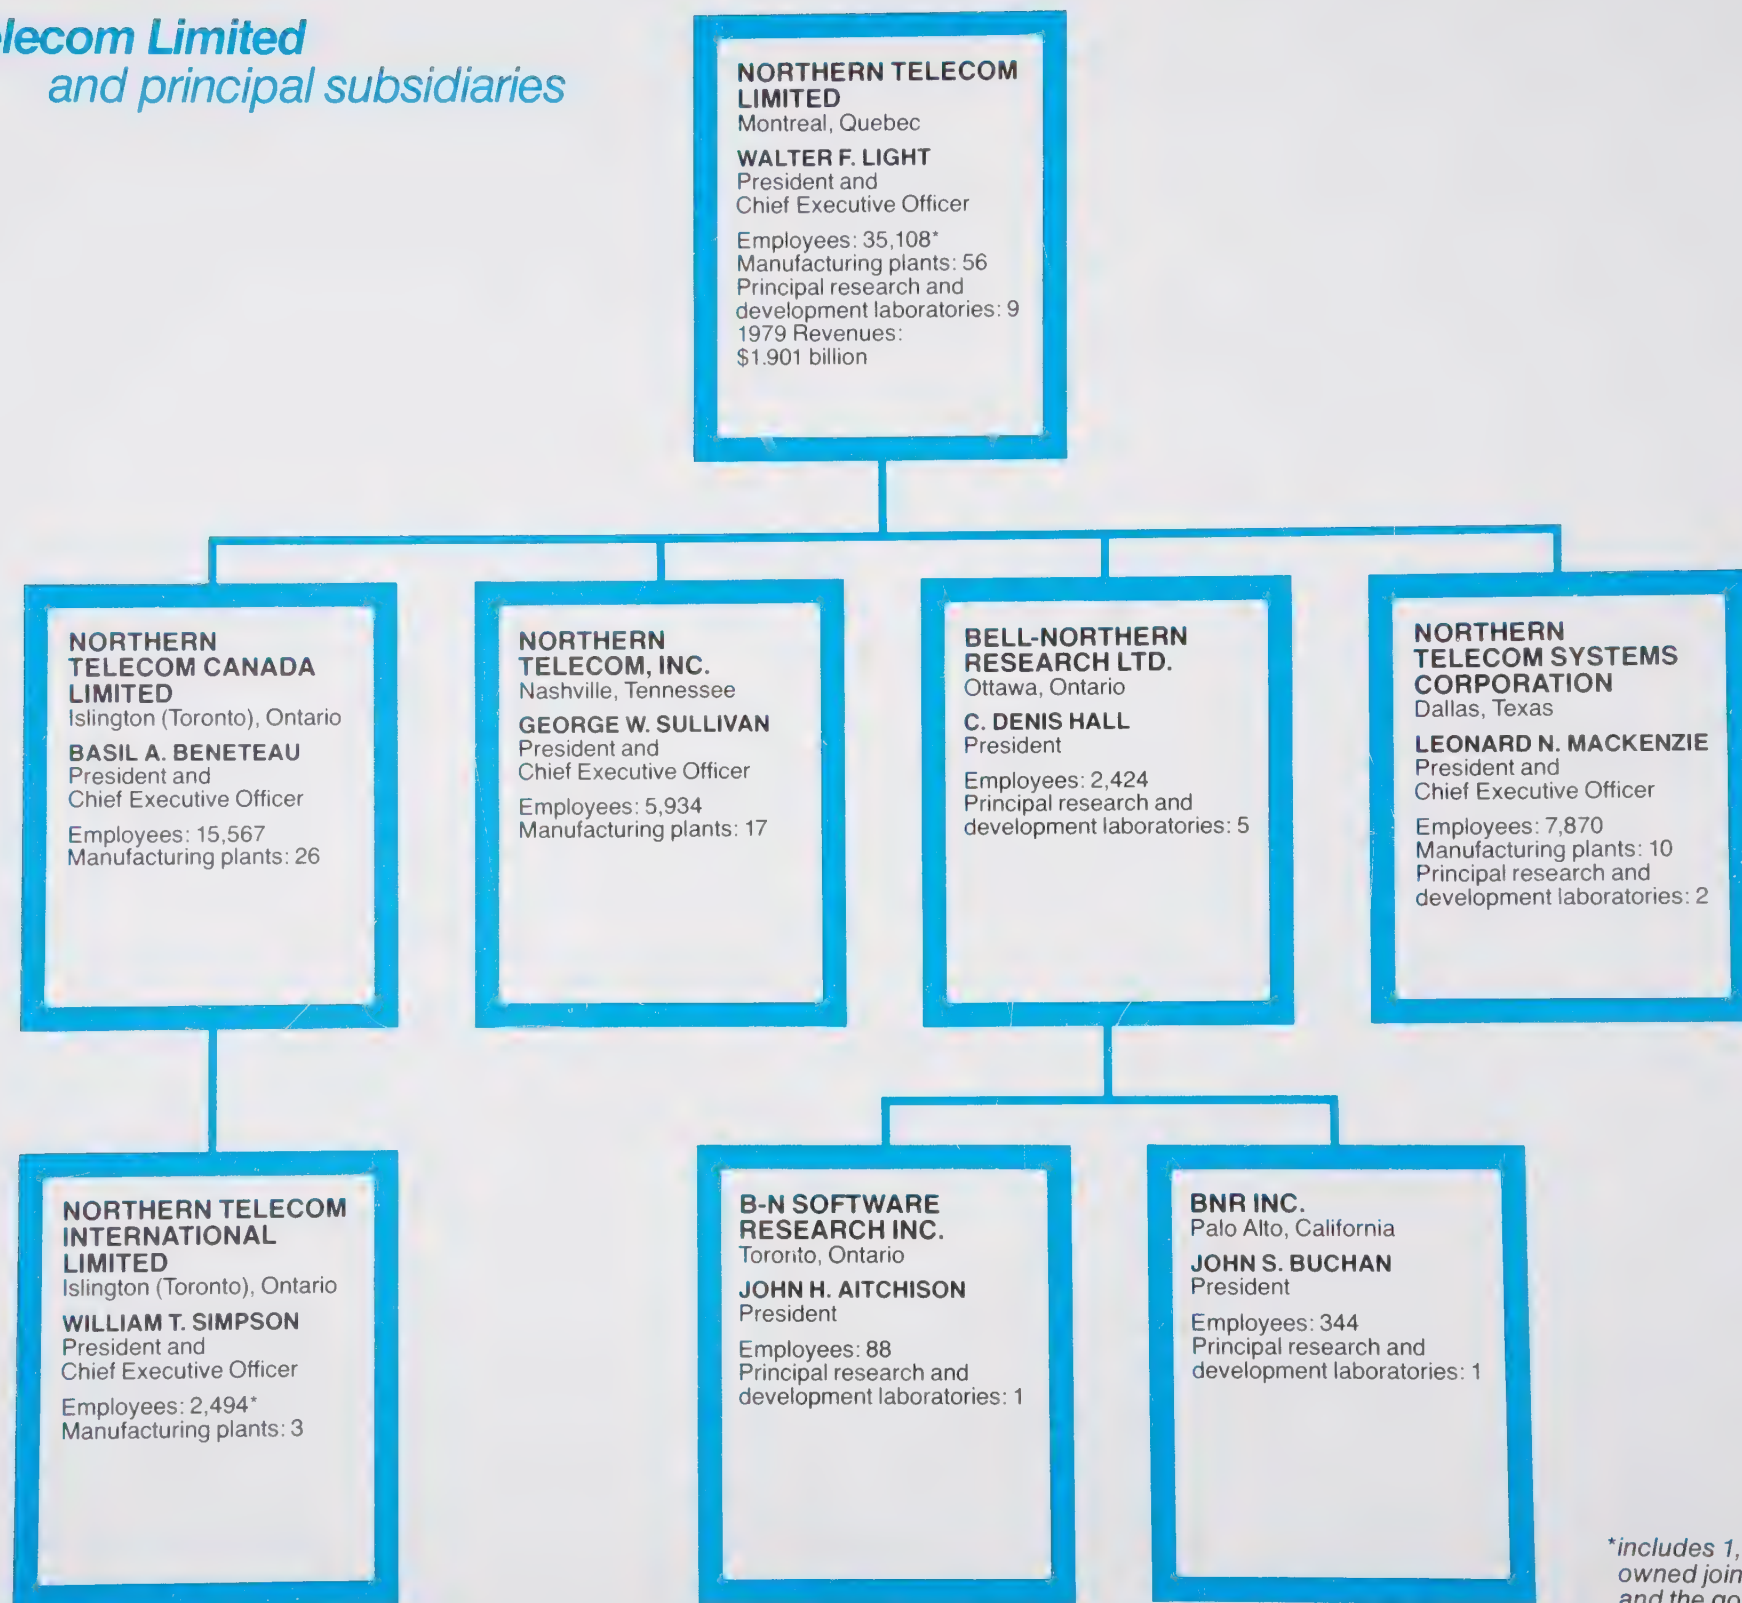 elecom Limited
and principal subsidiaries
NORTHERN TELECOM
LIMITED
Montreal, Quebec
WALTER F. LIGHT
President and
Chief Executive Officer
Employees: 35,108*
Manufacturing plants: 56
Principal research and
development laboratories: 9
1979 Revenues:
$1.901 billion
NORTHERN
TELECOM CANADA
LIMITED
Islington (Toronto), Ontario
BASIL A. BENETEAU
President and
Chief Executive Officer
Employees: 15,567
Manufacturing plants: 26
NORTHERN
TELECOM, INC.
Nashville, Tennessee
GEORGE W. SULLIVAN
President and
Chief Executive Officer
Employees: 5,934
Manufacturing plants: 17
BELL-NORTHERN
RESEARCH LTD.
Ottawa, Ontario
C. DENIS HALL
President
Employees: 2,424
Principal research and
development laboratories: 5
NORTHERN
TELECOM SYSTEMS
CORPORATION
Dallas, Texas
LEONARD N. MACKENZIE
President and
Chief Executive Officer
Employees: 7,870
Manufacturing plants: 10
Principal research and
development laboratories: 2
NORTHERN TELECOM
INTERNATIONAL
LIMITED
Islington (Toronto), Ontario
WILLIAM T. SIMPSON
President and
Chief Executive Officer
Employees: 2,494*
Manufacturing plants: 3
B-N SOFTWARE
RESEARCH INC.
Toronto, Ontario
JOHN H. AITCHISON
President
Employees: 88
Principal research and
development laboratories: 1
BNR INC.
Palo Alto, California
JOHN S. BUCHAN
President
Employees: 344
Principal research and
development laboratories: 1
*includes 1,
owned join
and the go